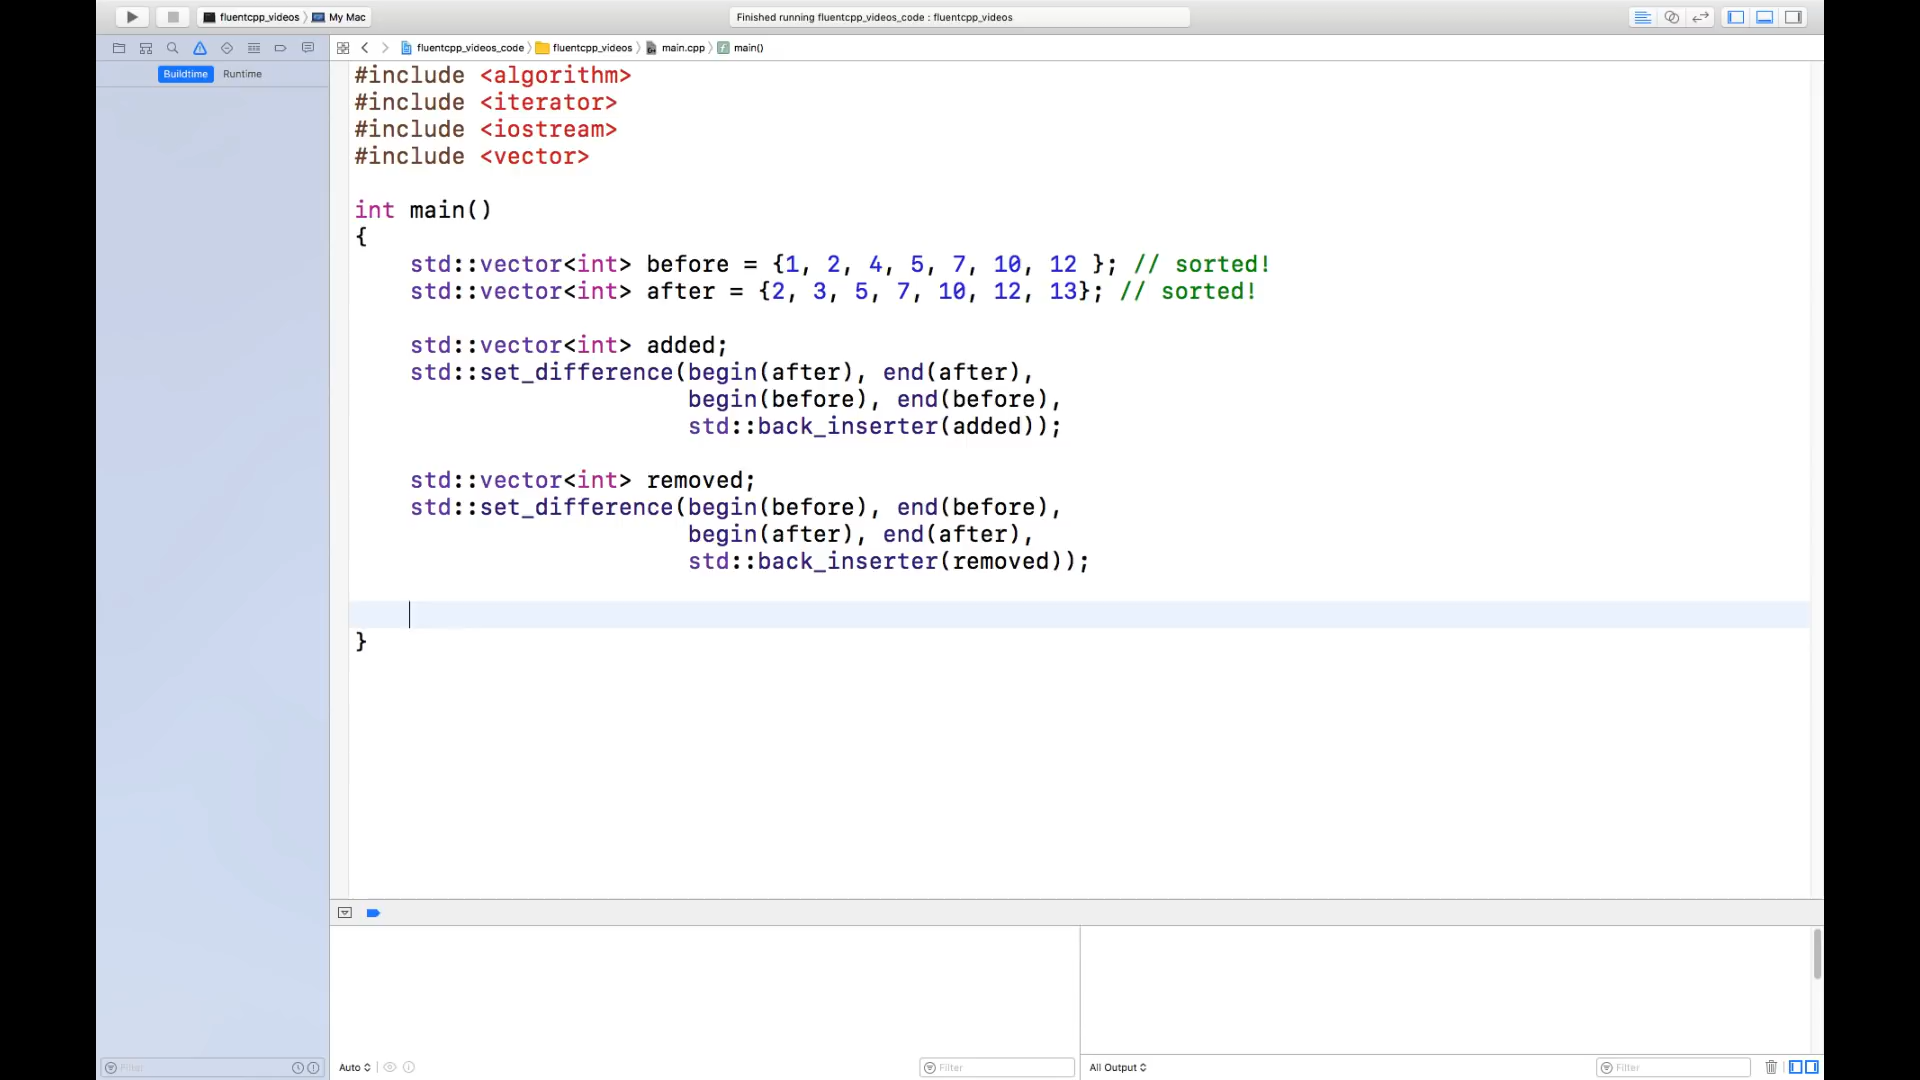 fluentcpp_videos My Mac
Finished running fluentcpp_videos_code : fluentcpp_videos
fluentcpp_videos_code fluentcpp_videos main.cpp main()
Buildtime Runtime
#include <algorithm>
#include <iterator>
#include <iostream>
#include <vector>
int main()
{
std::vector<int> before = {1, 2, 4, 5, 7, 10, 12 }; // sorted!
std::vector<int> after = {2, 3, 5, 7, 10, 12, 13}; // sorted!
std::vector<int> added;
std::set_difference(begin(after), end(after),
begin(before), end(before),
std::back_inserter(added));
std::vector<int> removed;
std::set_difference(begin(before), end(before),
begin(after), end(after),
std::back_inserter(removed));
}
Filter
Auto
Filter
All Output
Filter